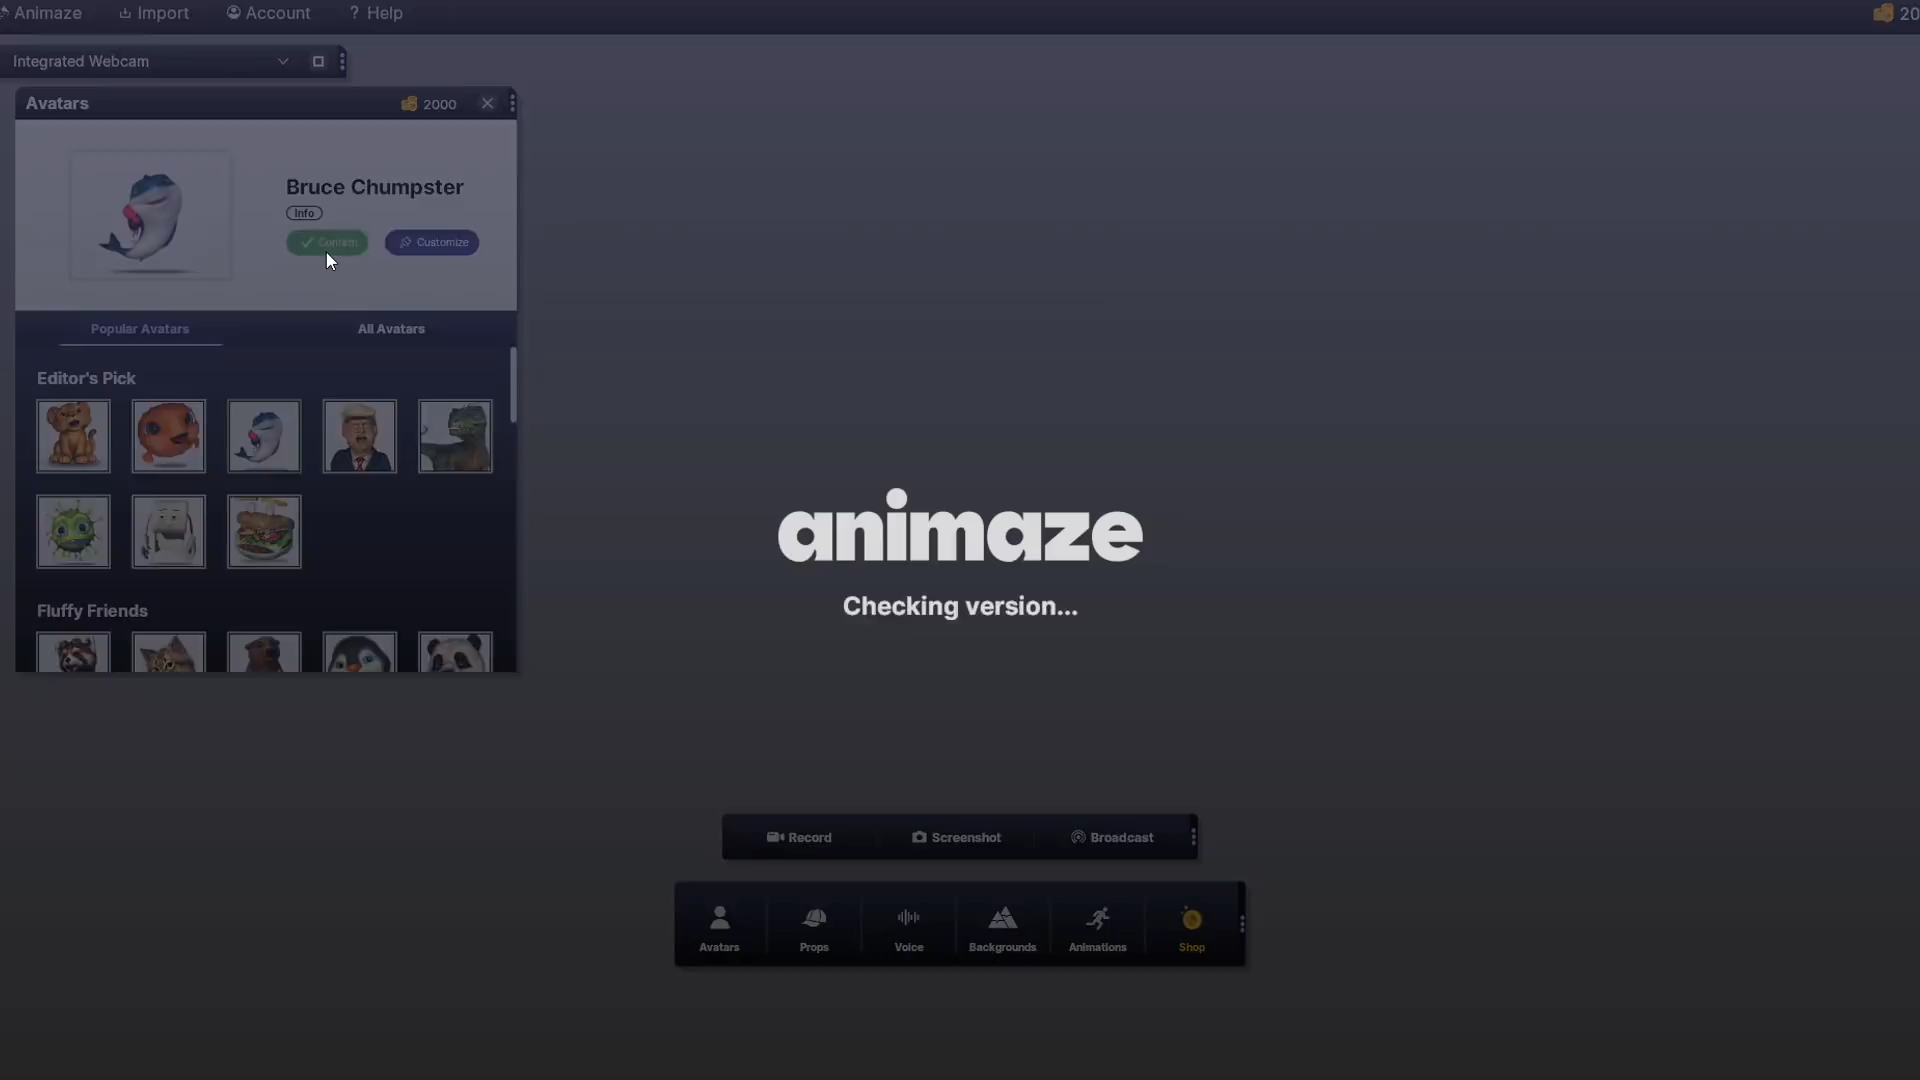 Animaze
Import
Account
? Help
20
Integrated Webcam
Avatars
2000
Bruce Chumpster
Info
Confirm
Customize
Popular Avatars
All Avatars
Editor's Pick
animaze
Checking version...
Fluffy Friends
Record
Screenshot
Broadcast
Avatars
Props
Voice
Backgrounds
Animations
Shop